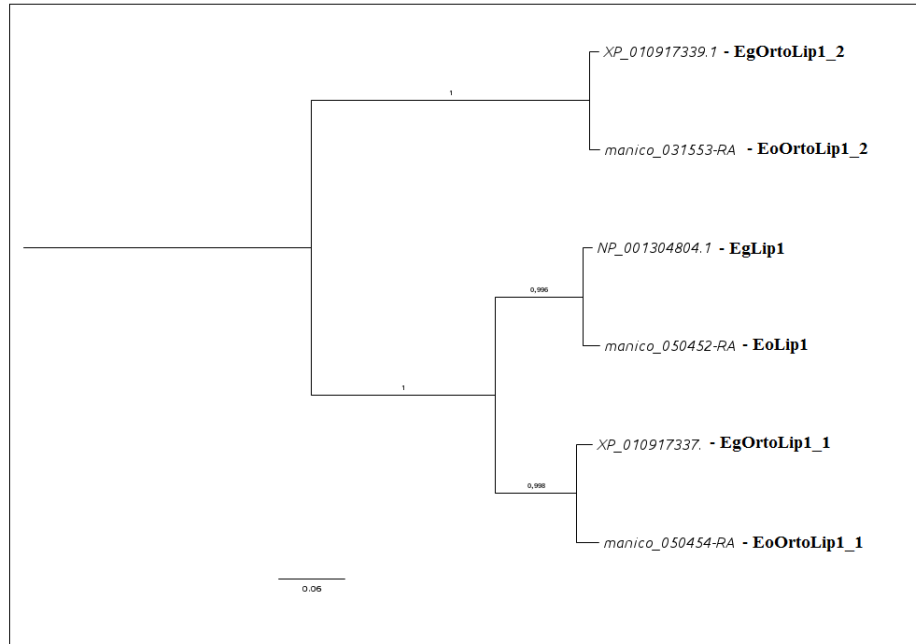 XP_010917339.1 - EgOrtoLip1_2
1
manico_031553-RA - EoOrtoLip1_2
NP_001304804.1 - EgLip1
0,996
manico_050452-RA - EoLip1
1
XP_010917337. - EgOrtoLip1_1
0,998
manico_050454-RA - EoOrtoLip1_1
0.06